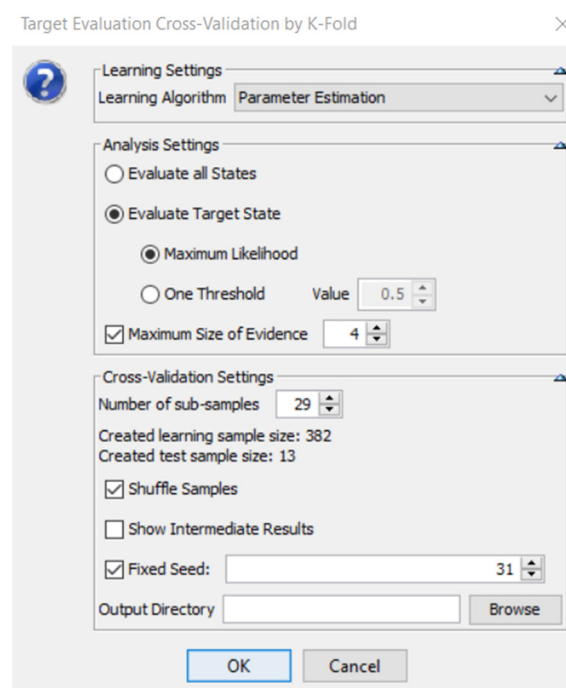 Target Evaluation Cross-Validation by K-Fold
Learning Settings
Learning Algorithm Parameter Estimation
Analysis Settings
Evaluate all States
Evaluate Target State
Maximum Likelihood
One Threshold Value 0.5
Maximum Size of Evidence 4
Cross-Validation Settings
Number of sub-samples 29
Created learning sample size: 382
Created test sample size: 13
Shuffle Samples
Show Intermediate Results
Fixed Seed: 31
Output Directory Browse
OK Cancel